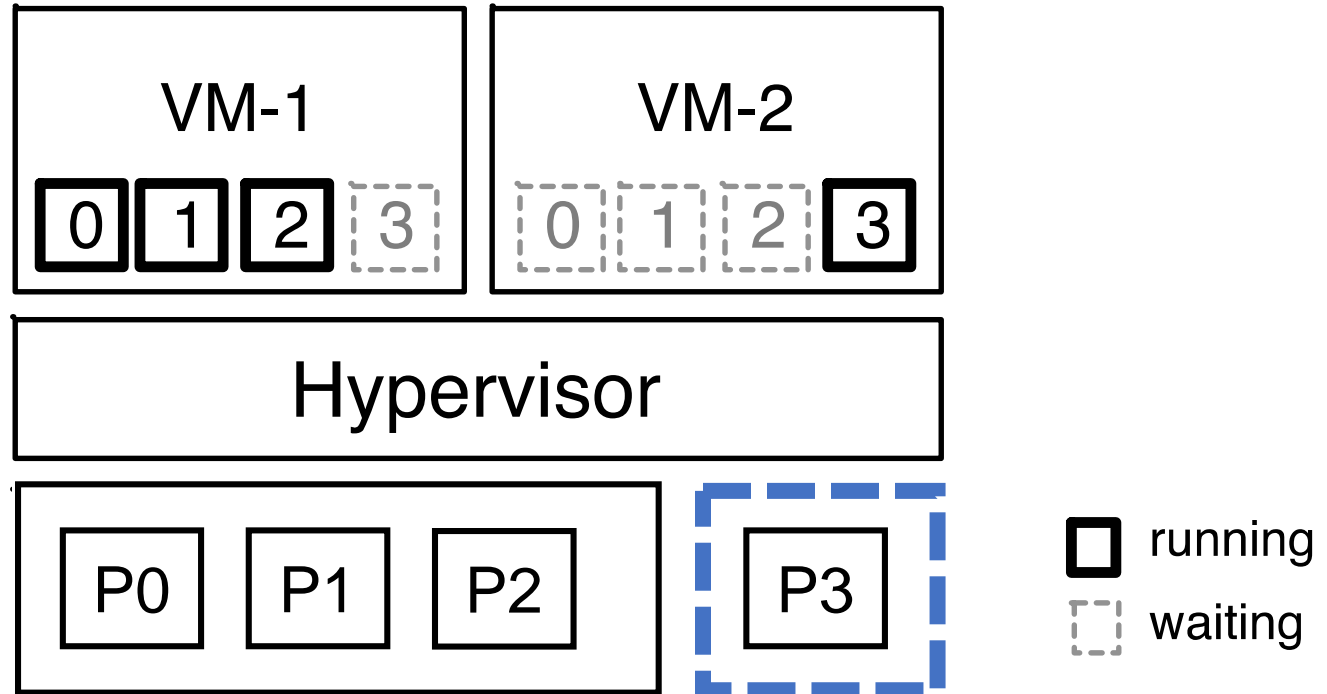 VM-1
VM-2
0 1 2 3
0 1 2 3
Hypervisor
P0 P1 P2
P3
running
waiting